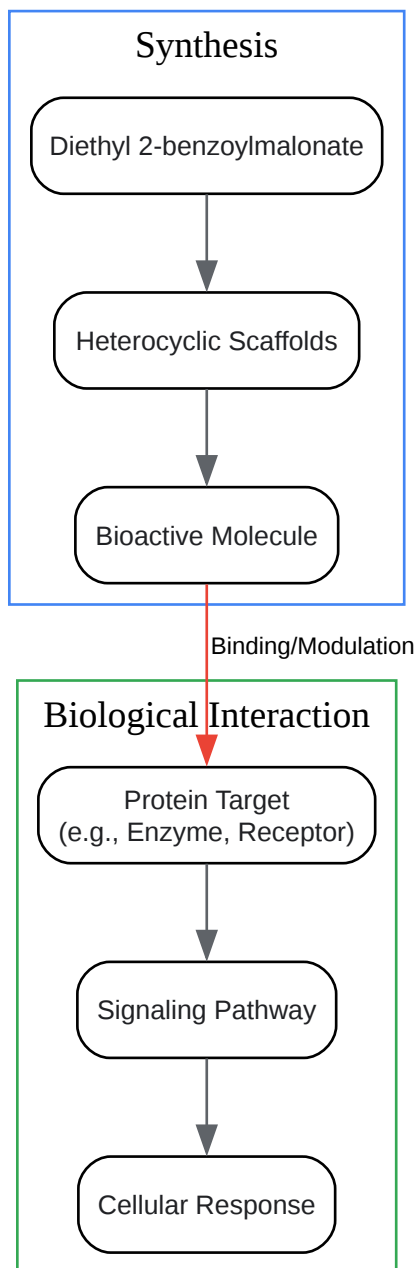 Synthesis
Diethyl 2-benzoylmalonate
Heterocyclic Scaffolds
Bioactive Molecule
Binding/Modulation
Biological Interaction
Protein Target
(e.g., Enzyme, Receptor)
Signaling Pathway
Cellular Response